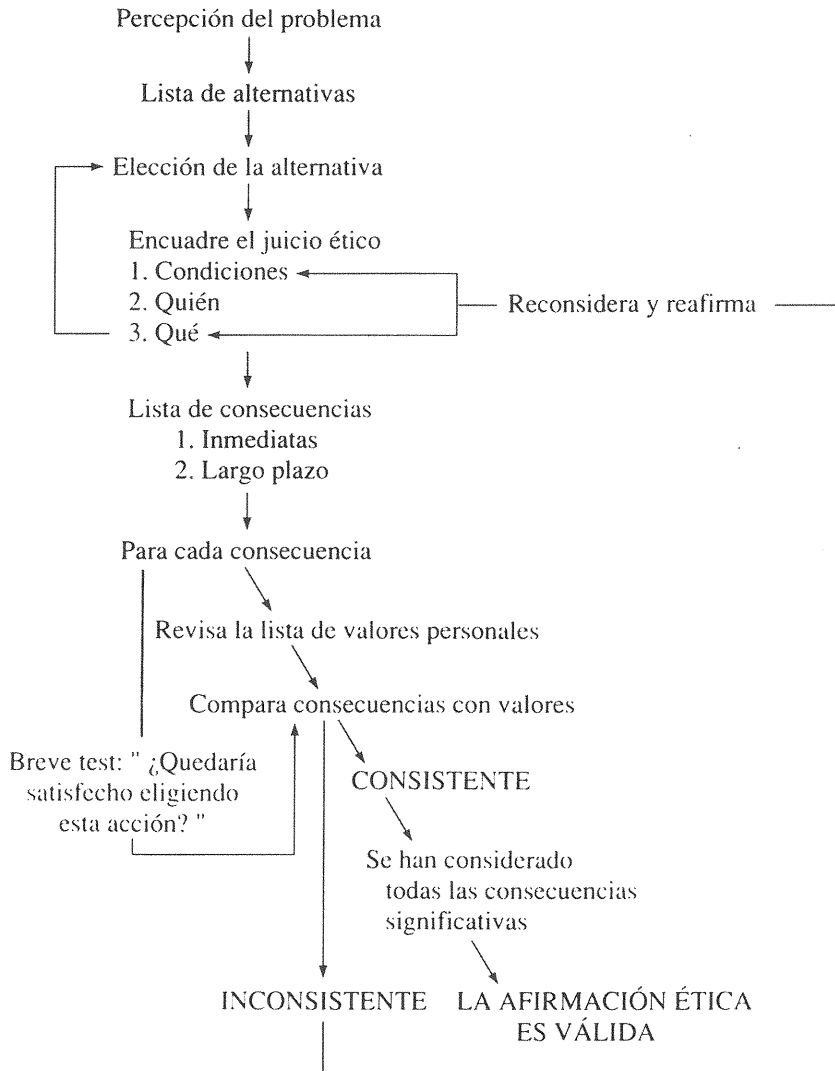 Percepción del problema
Lista de alternativas
Elección de la alternativa
Encuadre el juicio ético
1. Condiciones
2. Quién
3. Qué
Reconsidera y reafirma
Lista de consecuencias
1. Inmediatas
2. Largo plazo
Para cada consecuencia
Revisa la lista de valores personales
Compara consecuencias con valores
Breve test: " ¿Quedaría
satisfecho eligiendo
esta acción? "
CONSISTENTE
Se han considerado
todas las consecuencias
significativas
INCONSISTENTE
LA AFIRMACIÓN ÉTICA
ES VÁLIDA